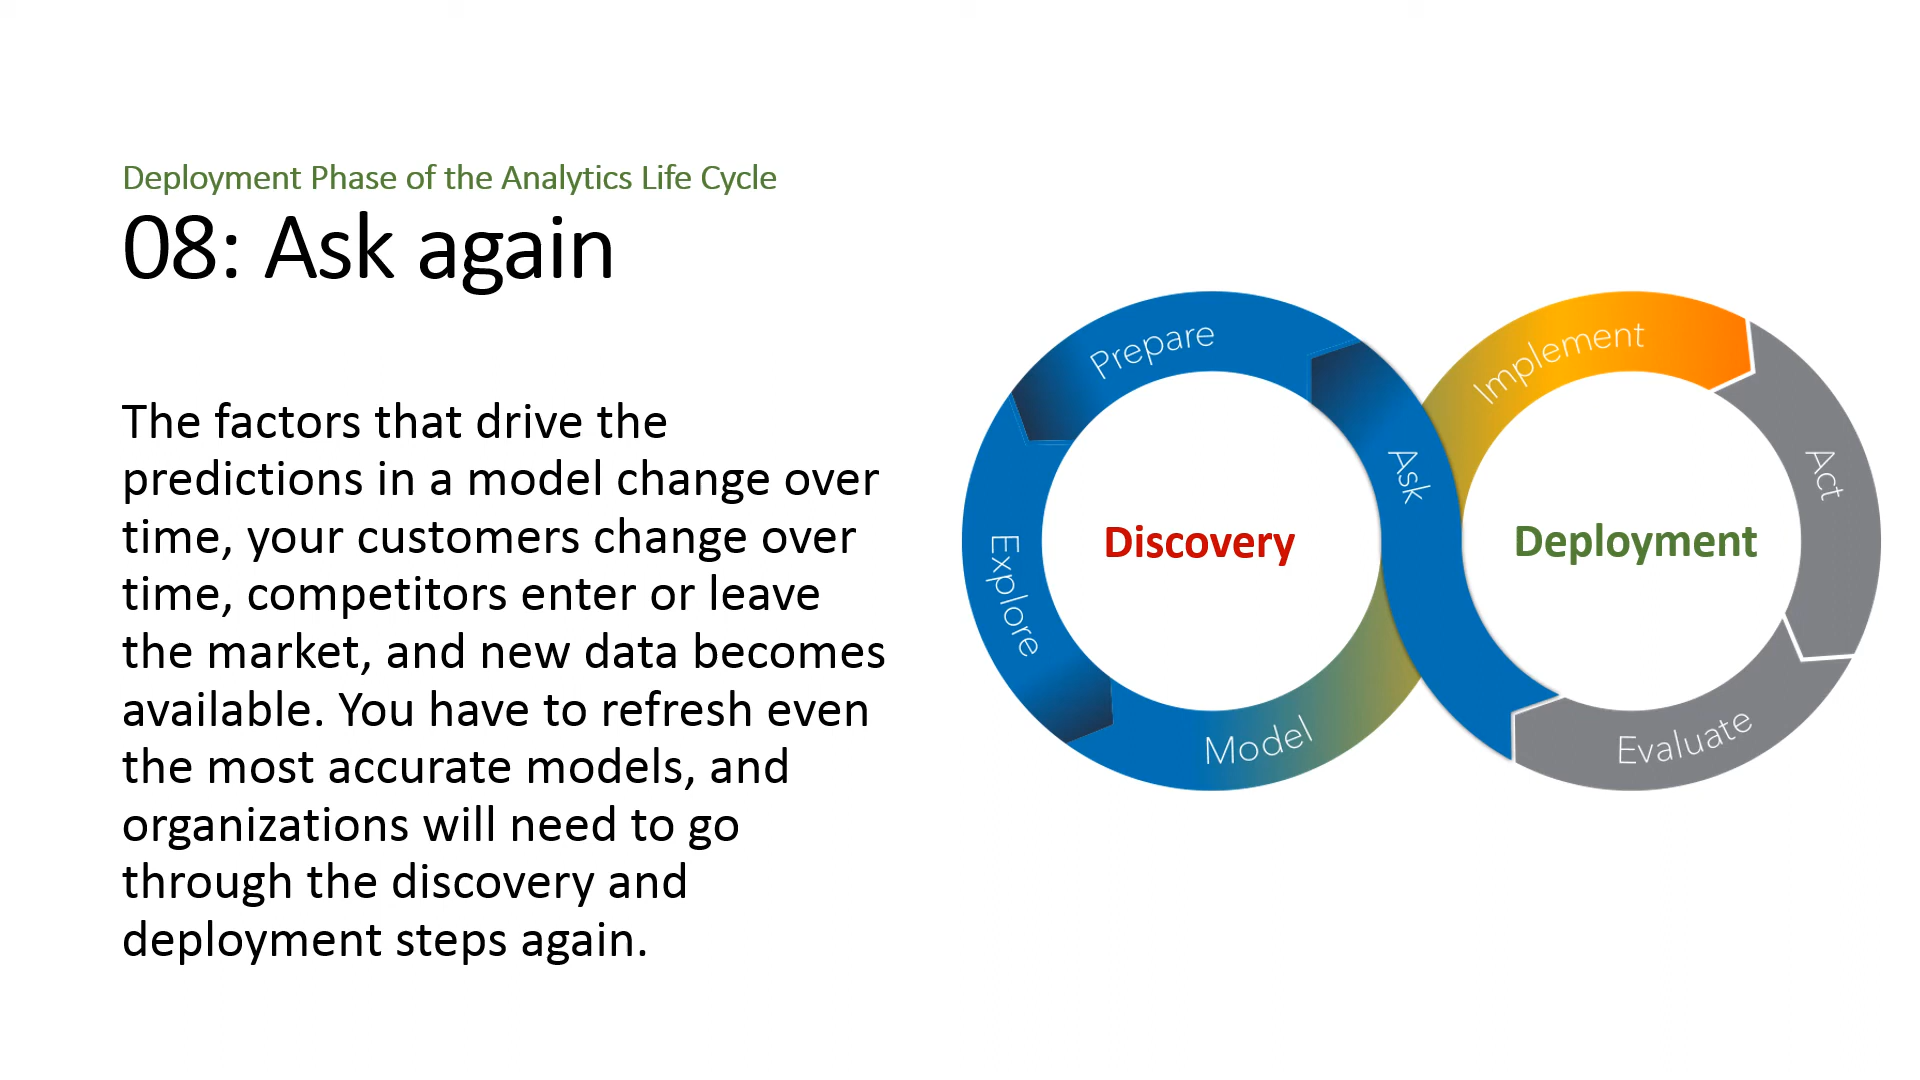 Deployment Phase of the Analytics Life Cycle
08: Ask again
The factors that drive the
predictions in a model change over
time, your customers change over
time, competitors enter or leave
the market, and new data becomes
available. You have to refresh even
the most accurate models, and
organizations will need to go
through the discovery and
deployment steps again.
Prepare
Explore
Discovery
Model
Ask
Implement
Deployment
Act
Evaluate